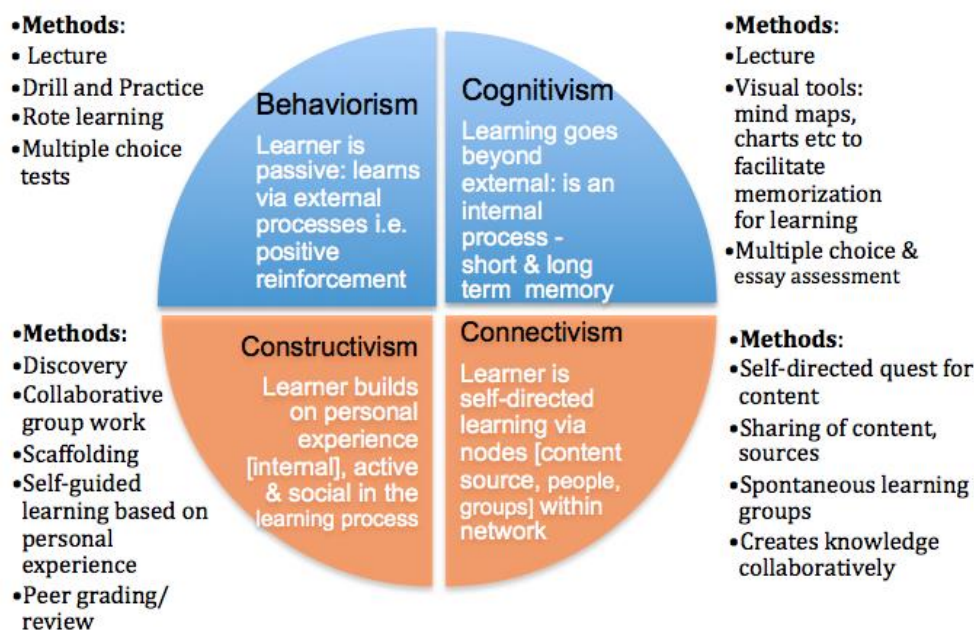 •Methods:
• Lecture
•Drill and Practice
•Rote learning
•Multiple choice
tests
Behaviorism
Learner is
passive: learns
via external
processes i.e.
positive
reinforcement
Cognitivism
Learning goes
beyond
external: is an
internal
process -
short & long
term memory
•Methods:
•Lecture
•Visual tools:
mind maps,
charts etc to
facilitate
memorization
for learning
•Multiple choice &
essay assessment
•Methods:
•Discovery
•Collaborative
group work
•Scaffolding
•Self-guided
learning based on
personal
experience
•Peer grading/
review
Constructivism
Learner builds
on personal
experience
[internal], active
& social in the
learning process
Connectivism
Learner is
self-directed
learning via
nodes [content
source, people,
groups] within
network
•Methods:
•Self-directed quest for
content
•Sharing of content,
sources
•Spontaneous learning
groups
•Creates knowledge
collaboratively